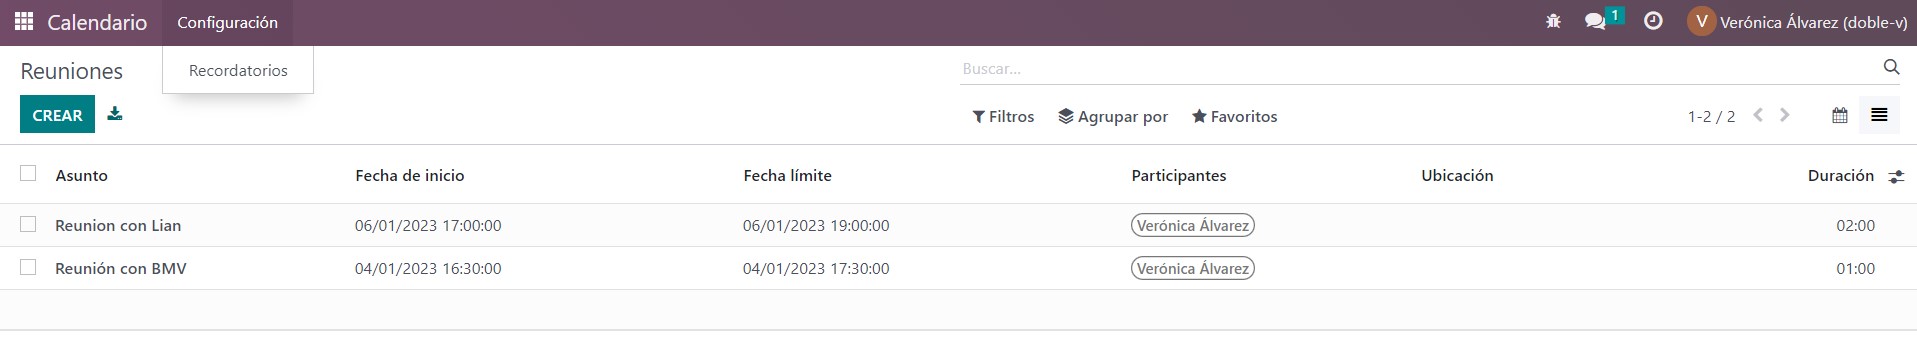 Calendario Configuración 1 V Verónica Álvarez (doble-v)
Reuniones Recordatorios Buscar...
CREAR Filtros Agrupar por Favoritos 1-2 / 2
Asunto Fecha de inicio Fecha límite Participantes Ubicación Duración
Reunion con Lian 06/01/2023 17:00:00 06/01/2023 19:00:00 Verónica Álvarez 02:00
Reunión con BMV 04/01/2023 16:30:00 04/01/2023 17:30:00 Verónica Álvarez 01:00